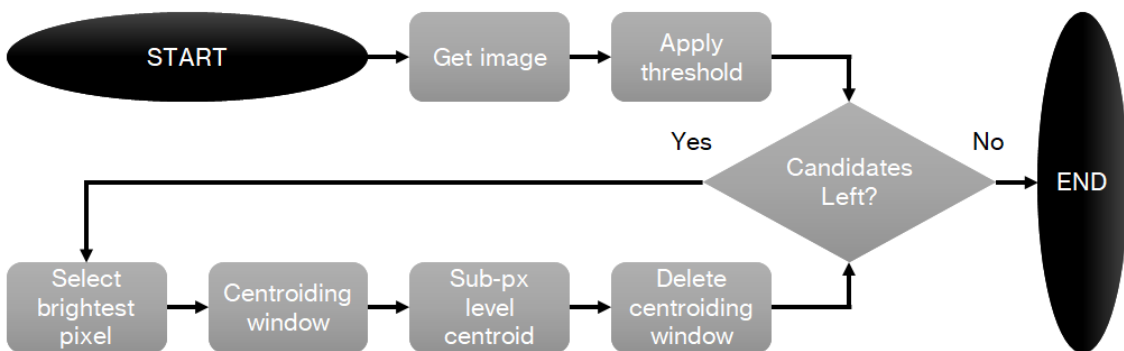 START
Get image
Apply
threshold
Yes
Candidates
Left?
No
END
Select
brightest
pixel
Centroiding
window
Sub-px
level
centroid
Delete
centroiding
window